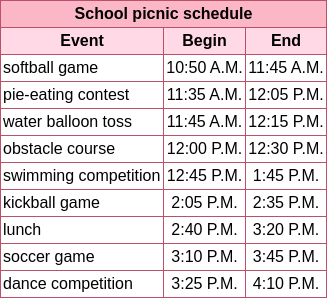 School picnic schedule
Event Begin End
softball game 10:50 A.M. 11:45 A.M.
pie-eating contest 11:35 A.M. 12:05 P.M.
water balloon toss 11:45 A.M. 12:15 P.M.
obstacle course 12:00 P.M. 12:30 P.M.
swimming competition 12:45 P.M. 1:45 P.M.
kickball game 2:05 P.M. 2:35 P.M.
lunch 2:40 P.M. 3:20 P.M.
soccer game 3:10 P.M. 3:45 P.M.
dance competition 3:25 P.M. 4:10 P.M.